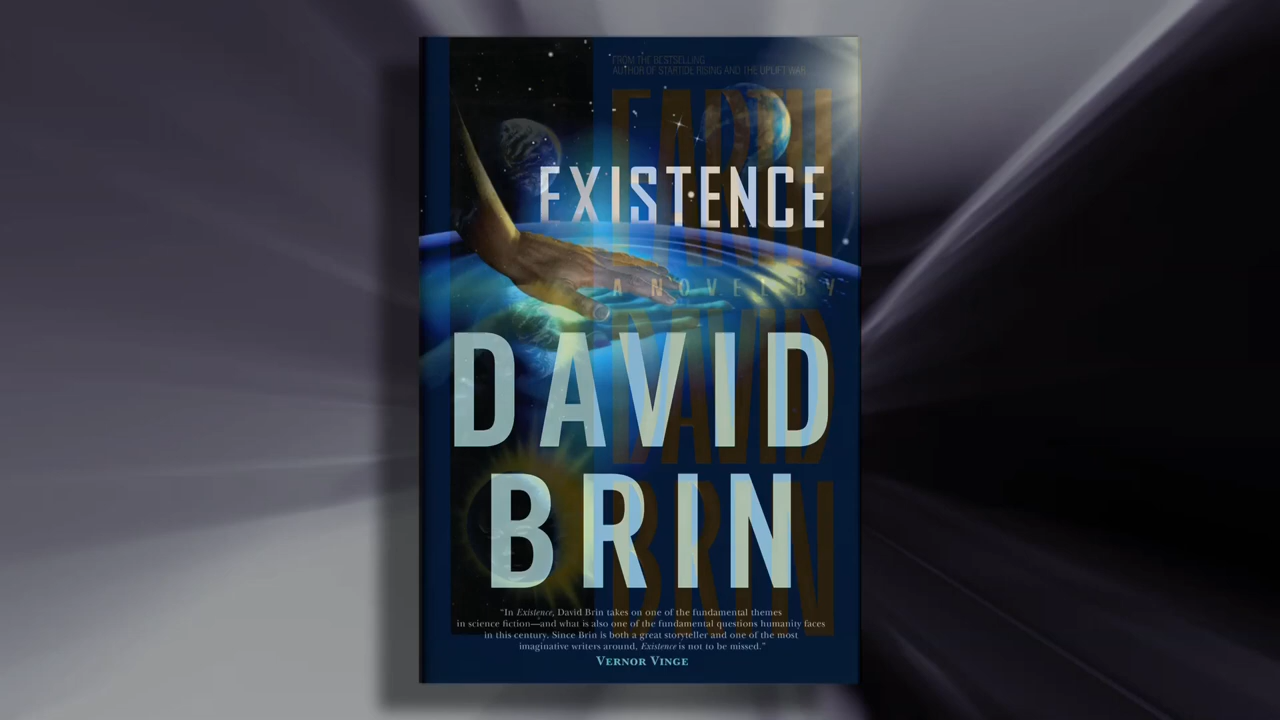 FROM THE BESTSELLING
AUTHOR OF STARTIDE RISING AND THE UPLIFT WAR
EARTH
EXISTENCE
A NOVEL BY
DAVID
DAVID
BRIN
BRIN
"In Existence, David Brin takes on one of the fundamental themes
in science fiction—and what is also one of the fundamental questions humanity faces
in this century. Since Brin is both a great storyteller and one of the most
imaginative writers around, Existence is not to be missed."
VERNOR VINGE